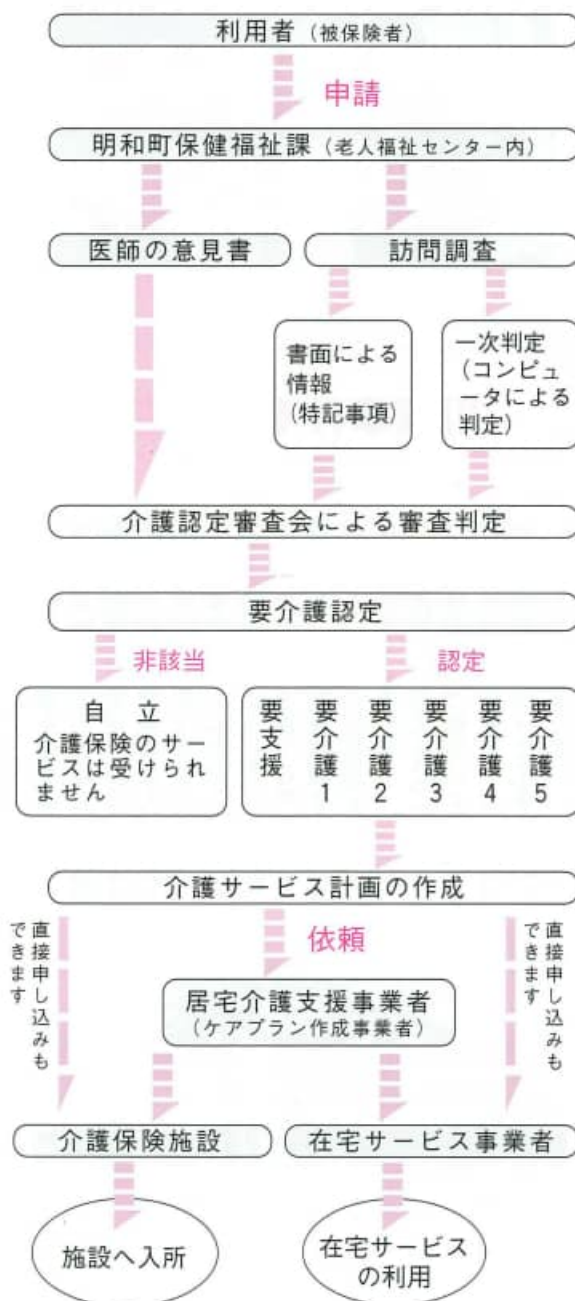 利用者（被保険者）
申請
明和町保健福祉課（老人福祉センター内）
医師の意見書
訪問調査
書面による
情報
(特記事項)
一次判定
(コンピュ
ータによる
判定)
介護認定審査会による審査判定
要介護認定
非該当
認定
自立
介護保険のサー
ビスは受けられ
ません
要支援
要介護1
要介護2
要介護3
要介護4
要介護5
介護サービス計画の作成
直接申し込みも
できます
依頼
直接申し込みも
できます
居宅介護支援事業者
（ケアプラン作成事業者）
介護保険施設
在宅サービス事業者
施設へ入所
在宅サービス
の利用